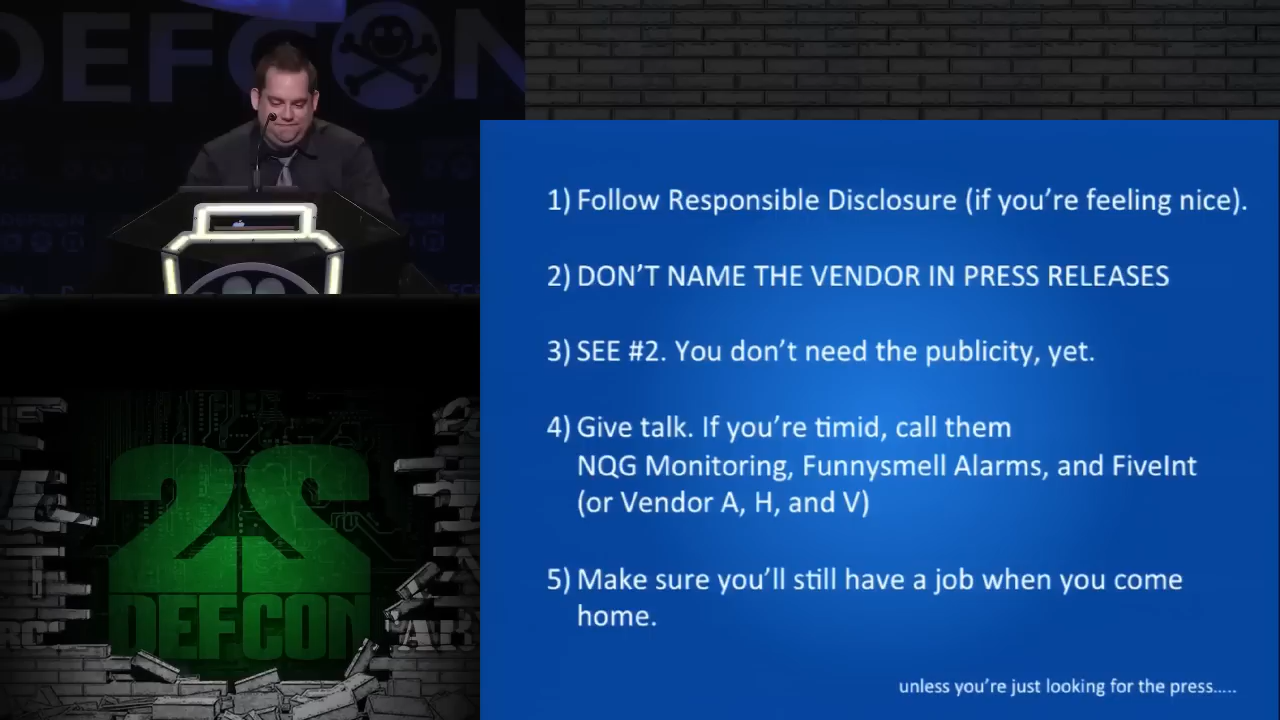 DEFCON
1) Follow Responsible Disclosure (if you're feeling nice).
2) DON'T NAME THE VENDOR IN PRESS RELEASES
3) SEE #2. You don't need the publicity, yet.
4) Give talk. If you're timid, call them
NQG Monitoring, Funnysmell Alarms, and FiveInt
(or Vendor A, H, and V)
5) Make sure you'll still have a job when you come
home.
unless you're just looking for the press.....
22
DEFCON